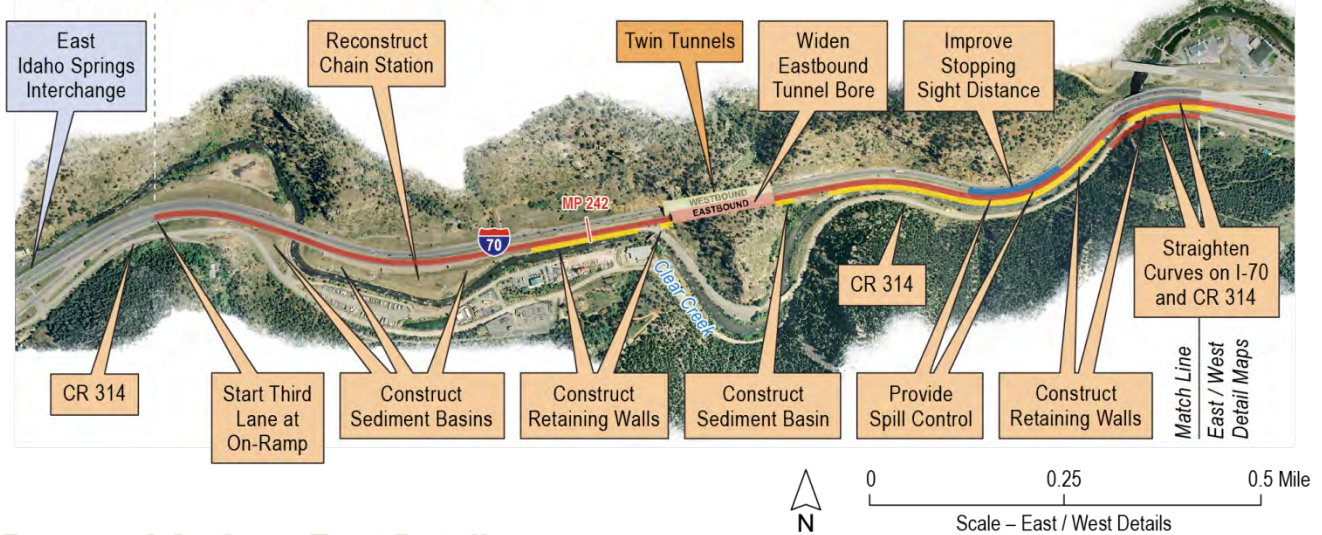 East
Idaho Springs
Interchange
Reconstruct
Chain Station
Twin Tunnels
Widen
Eastbound
Tunnel Bore
Improve
Stopping
Sight Distance
WESTBOUND
EASTBOUND
MP 242
70
Clear Creek
CR 314
Straighten
Curves on I-70
and CR 314
CR 314
Start Third
Lane at
On-Ramp
Construct
Sediment Basins
Construct
Retaining Walls
Construct
Sediment Basin
Provide
Spill Control
Construct
Retaining Walls
Match Line
East / West
Detail Maps
N
0 0.25 0.5 Mile
Scale – East / West Details